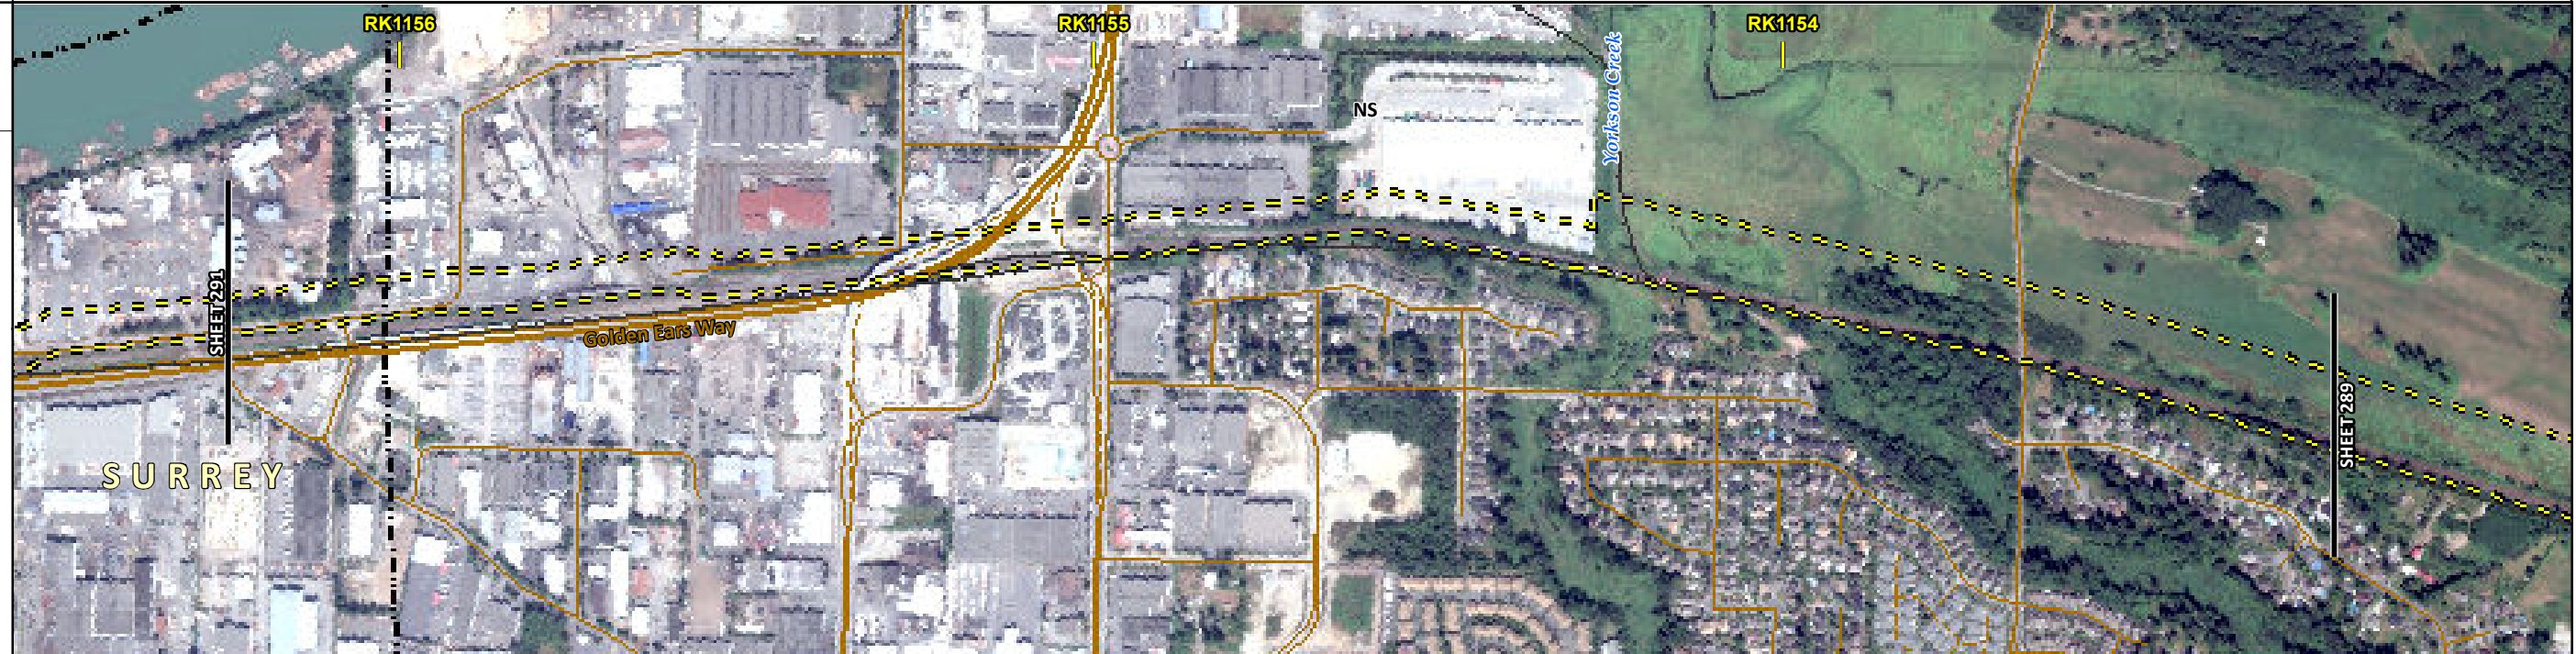 RK1156
RK1155
RK1154
NS
Yorkson Creek
SHEET 291
Golden Ears Way
SHEET 289
SURREY